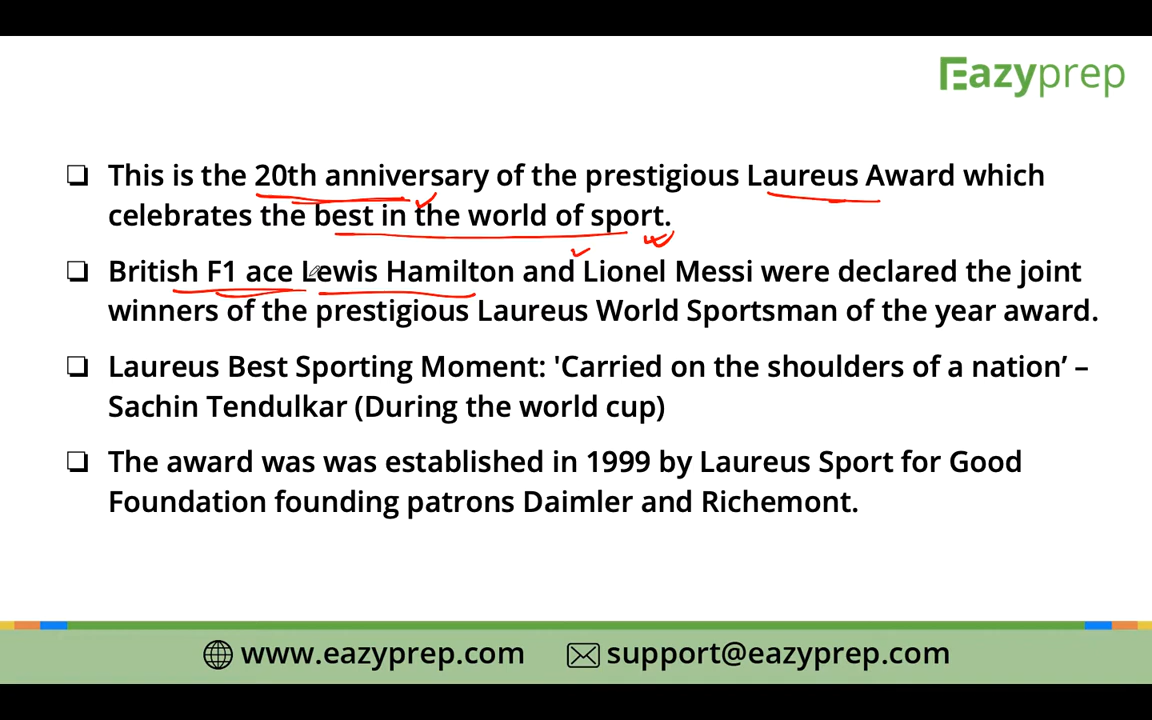 Eazyprep
❑ This is the 20th anniversary of the prestigious Laureus Award which
celebrates the best in the world of sport.
❑ British F1 ace Lewis Hamilton and Lionel Messi were declared the joint
winners of the prestigious Laureus World Sportsman of the year award.
❑ Laureus Best Sporting Moment: 'Carried on the shoulders of a nation’ –
Sachin Tendulkar (During the world cup)
❑ The award was was established in 1999 by Laureus Sport for Good
Foundation founding patrons Daimler and Richemont.
www.eazyprep.com support@eazyprep.com